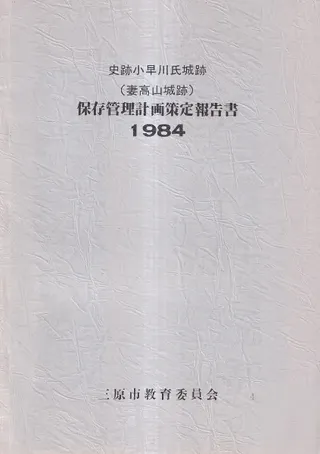 史跡小早川氏城跡
（妻高山城跡）
保存管理計画策定報告書
1984
三原市教育委員会